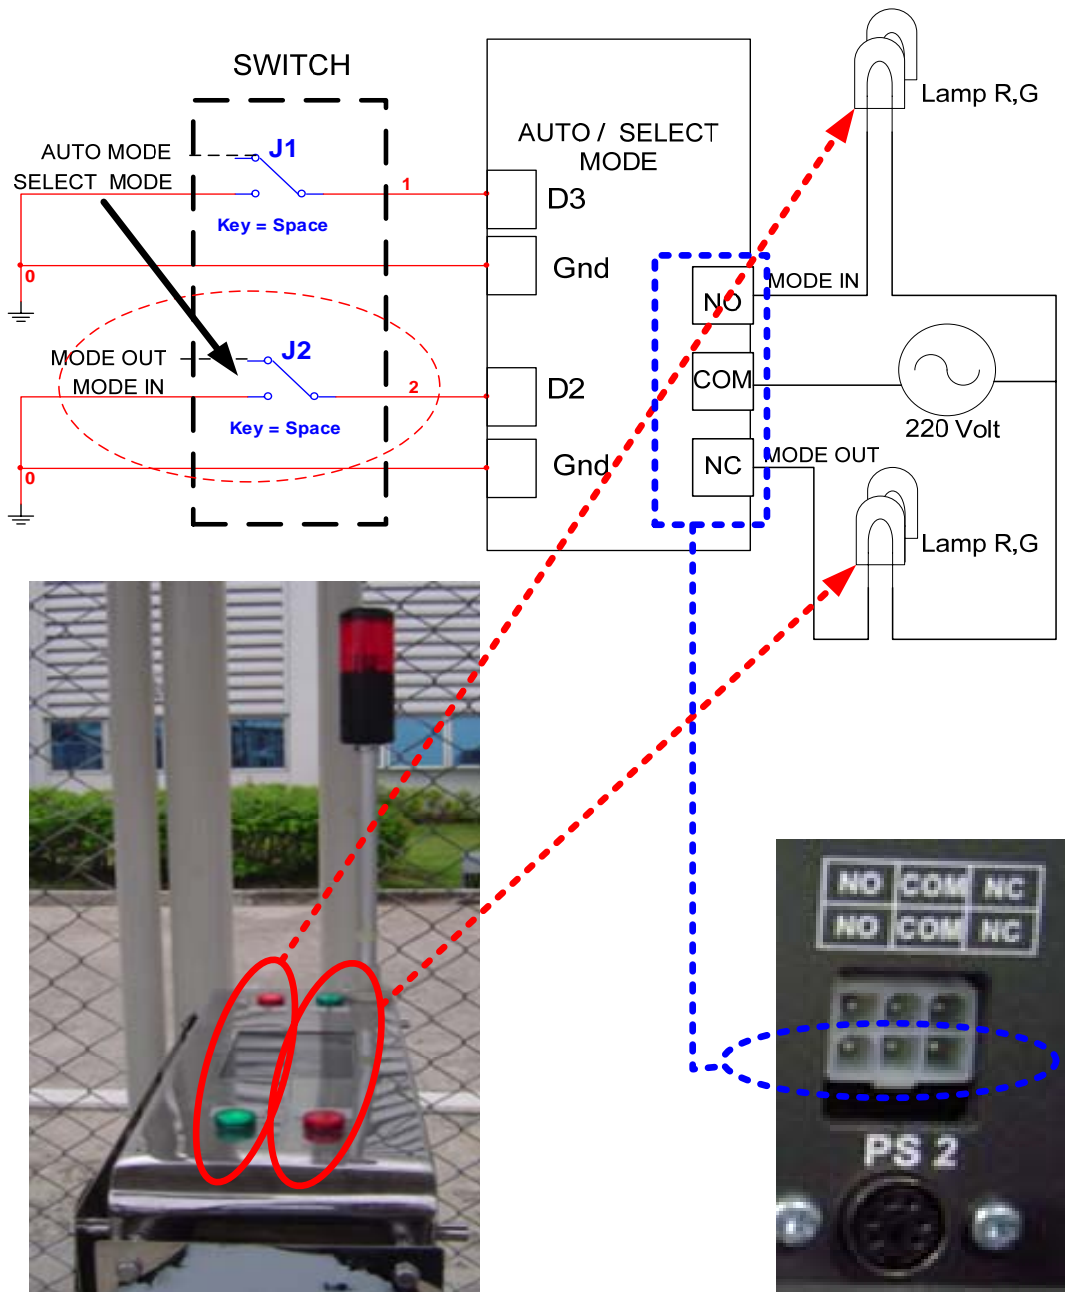 SWITCH
AUTO MODE
SELECT MODE
J1
Key = Space
1
0
MODE OUT
MODE IN
J2
Key = Space
2
0
AUTO / SELECT
MODE
D3
Gnd
D2
Gnd
NO
COM
NC
MODE IN
MODE OUT
Lamp R,G
220 Volt
Lamp R,G
NO COM NC
NO COM NC
PS 2